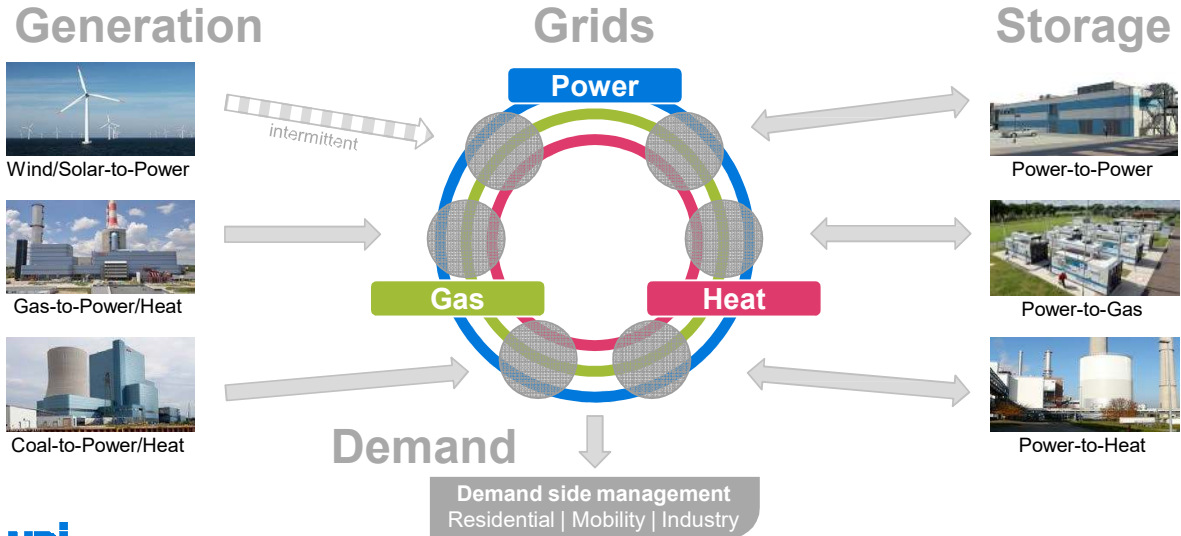 Generation
Grids
Storage
Power
intermittent
Wind/Solar-to-Power
Power-to-Power
Gas
Heat
Gas-to-Power/Heat
Power-to-Gas
Coal-to-Power/Heat
Power-to-Heat
Demand
Demand side management
Residential | Mobility | Industry